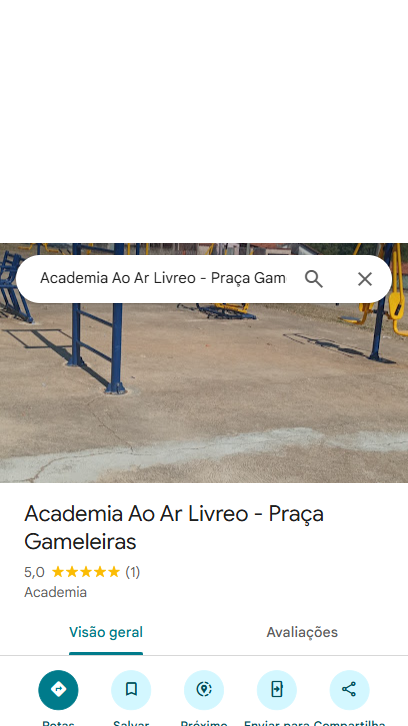 Academia Ao Ar Livreo - Praça Gam
Academia Ao Ar Livreo - Praça
Gameleiras
5,0 ★★★★★ (1)
Academia
Visão geral
Avaliações
Rotas
Salvar
Próximo
Enviar para
Compartilha